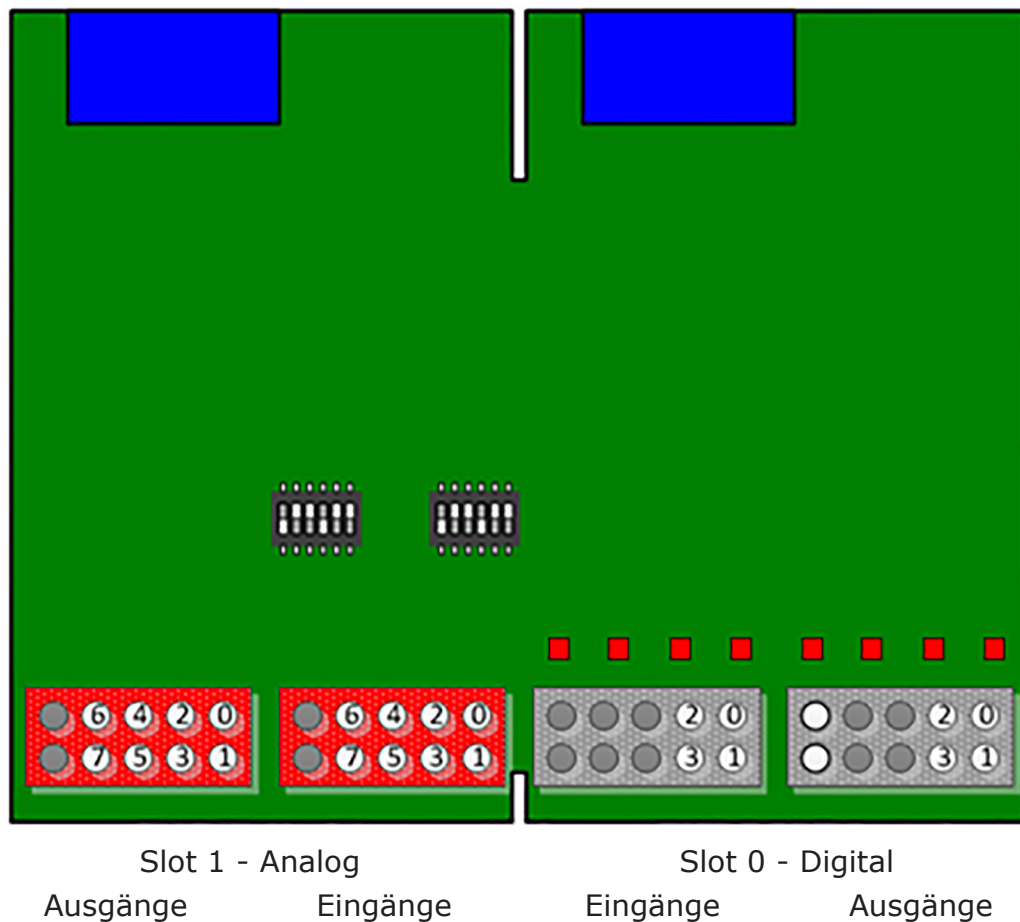 6 4 2 0 6 4 2 0 2 0 2 0
7 5 3 1 7 5 3 1 3 1 3 1
Slot 1 - Analog Slot 0 - Digital
Ausgänge Eingänge Eingänge Ausgänge